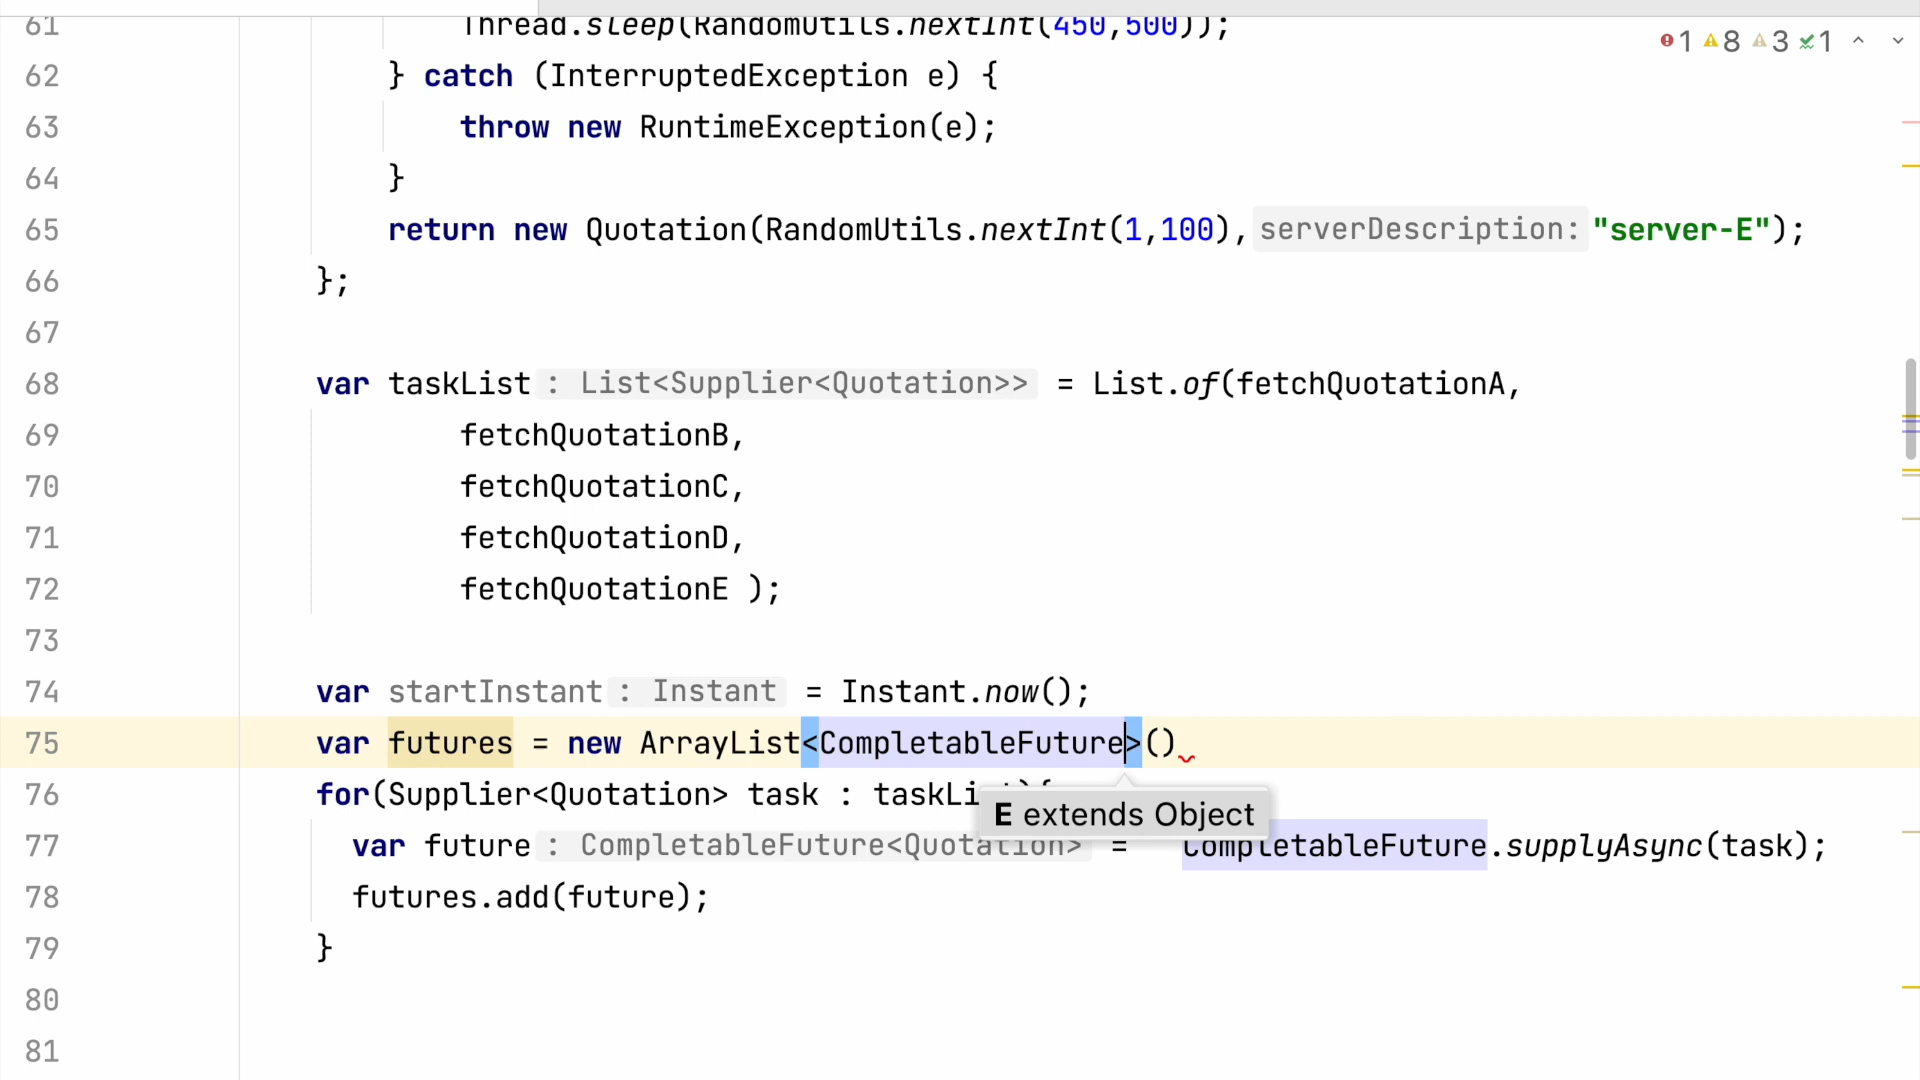 61 Thread.sleep(RandomUtils.nextInt(450,500));
1 8 3 1
62 } catch (InterruptedException e) {
63 throw new RuntimeException(e);
64 }
65 return new Quotation(RandomUtils.nextInt(1,100), serverDescription: "server-E");
66 };
67
68 var taskList : List<Supplier<Quotation>> = List.of(fetchQuotationA,
69 fetchQuotationB,
70 fetchQuotationC,
71 fetchQuotationD,
72 fetchQuotationE );
73
74 var startInstant : Instant = Instant.now();
75 var futures = new ArrayList<CompletableFuture>()
76 for(Supplier<Quotation> task : taskList){
E extends Object
77 var future : CompletableFuture<Quotation> = CompletableFuture.supplyAsync(task);
78 futures.add(future);
79 }
80
81